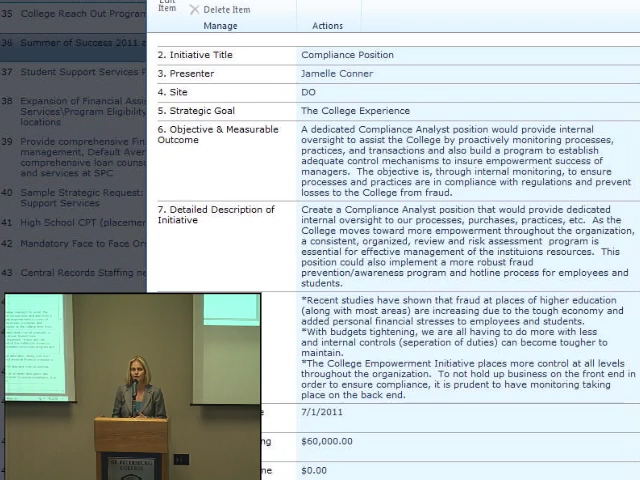 Edit
Item
Delete Item
Manage
Actions
35 College Reach Out Program
36 Summer of Success 2011 a
37 Student Support Services P
38 Expansion of Financial Assi
Services\Program Eligibility
locations
39 Provide comprehensive Fin
management, Default Aver
comprehensive loan couns
and services at SPC
40 Sample Strategic Request:
Support Services
41 High School CPT (placemen
42 Mandatory Face to Face Ori
43 Central Records Staffing ne
2. Initiative Title Compliance Position
3. Presenter Jamelle Conner
4. Site DO
5. Strategic Goal The College Experience
6. Objective & Measurable
Outcome
A dedicated Compliance Analyst position would provide internal
oversight to assist the College by proactively monitoring processes,
practices, and transactions and also build a program to establish
adequate control mechanisms to insure empowerment success of
managers. The objective is, through internal monitoring, to ensure
processes and practices are in compliance with regulations and prevent
losses to the College from fraud.
7. Detailed Description of
Initiative
Create a Compliance Analyst position that would provide dedicated
internal oversight to our processes, purchases, practices, etc. As the
College moves toward more empowerment throughout the organization,
a consistent, organized, review and risk assessment program is
essential for effective management of the instituiions resources. This
position could also implement a more robust fraud
prevention/awareness program and hotline process for employees and
students.
*Recent studies have shown that fraud at places of higher education
(along with most areas) are increasing due to the tough economy and
added personal financial stresses to employees and students.
*With budgets tightening, we are all having to do more with less
and internal controls (seperation of duties) can become tougher to
maintain.
*The College Empowerment Initiative places more control at all levels
throughout the organization. To not hold up business on the front end in
order to ensure compliance, it is prudent to have monitoring taking
place on the back end.
e 7/1/2011
ng $60,000.00
me $0.00
ST. PETERSBURG
COLLEGE